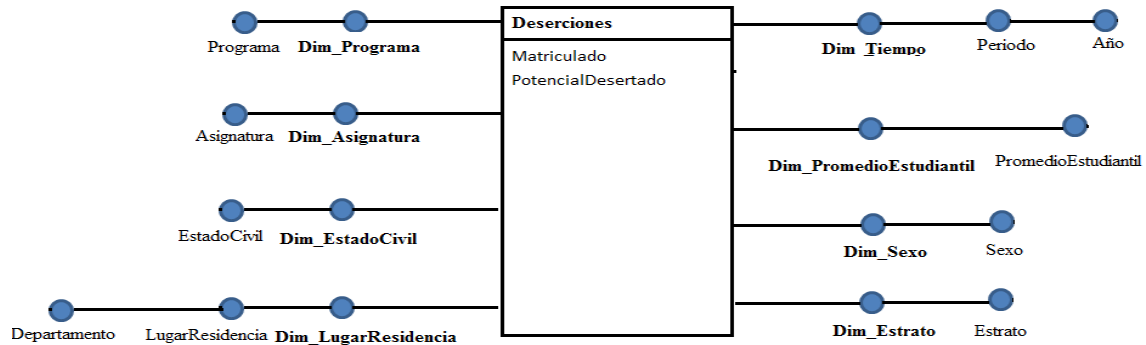 Deserciones
Matriculado
PotencialDesertado
Programa Dim_Programa
Asignatura Dim_Asignatura
EstadoCivil Dim_EstadoCivil
Departamento LugarResidencia Dim_LugarResidencia
Dim_Tiempo Periodo Año
Dim_PromedioEstudiantil PromedioEstudiantil
Dim_Sexo Sexo
Dim_Estrato Estrato